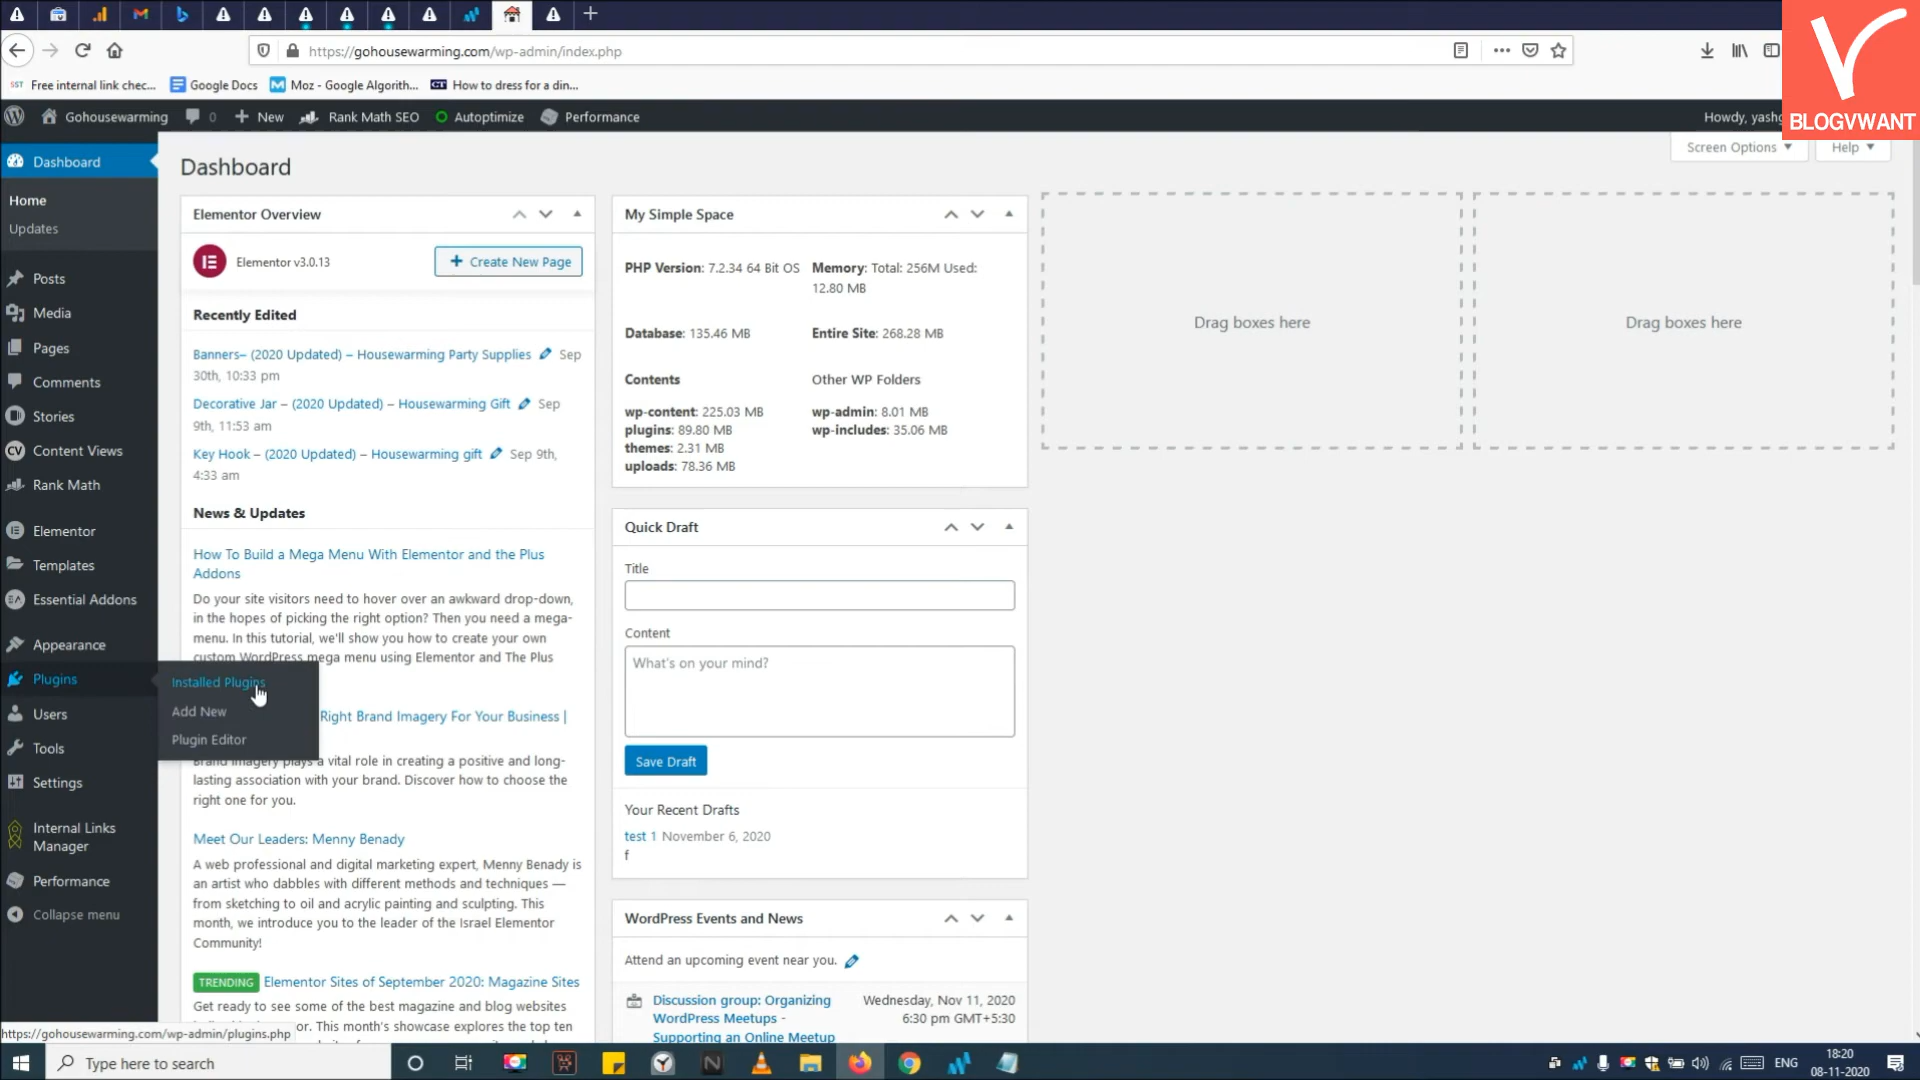 https://gohousewarming.com/wp-admin/index.php
SST Free internal link chec... Google Docs Moz - Google Algorith... CT How to dress for a din...
Gohousewarming 0 New Rank Math SEO Autoptimize Performance
BLOGVWANT
Dashboard
Home
Updates
Posts
Media
Pages
Comments
Stories
CV Content Views
Rank Math
Elementor
Templates
EA Essential Addons
Appearance
Plugins
Installed Plugins
Add New
Plugin Editor
Users
Tools
Settings
Internal Links
Manager
Performance
Collapse menu
Dashboard
Screen Options
Help
Elementor Overview
Elementor v3.0.13
Create New Page
Recently Edited
Banners– (2020 Updated) – Housewarming Party Supplies Sep
30th, 10:33 pm
Decorative Jar – (2020 Updated) – Housewarming Gift Sep
9th, 11:53 am
Key Hook – (2020 Updated) – Housewarming gift Sep 9th,
4:33 am
News & Updates
How To Build a Mega Menu With Elementor and the Plus
Addons
Do your site visitors need to hover over an awkward drop-down,
in the hopes of picking the right option? Then you need a mega-
menu. In this tutorial, we'll show you how to create your own
custom WordPress mega menu using Elementor and The Plus
Right Brand Imagery For Your Business |
Brand imagery plays a vital role in creating a positive and long-
lasting association with your brand. Discover how to choose the
right one for you.
Meet Our Leaders: Menny Benady
A web professional and digital marketing expert, Menny Benady is
an artist who dabbles with different methods and techniques —
from sketching to oil and acrylic painting and sculpting. This
month, we introduce you to the leader of the Israel Elementor
Community!
TRENDING Elementor Sites of September 2020: Magazine Sites
Get ready to see some of the best magazine and blog websites
or. This month's showcase explores the top ten
My Simple Space
PHP Version: 7.2.34 64 Bit OS
Memory: Total: 256M Used:
12.80 MB
Database: 135.46 MB
Entire Site: 268.28 MB
Contents
Other WP Folders
wp-content: 225.03 MB
plugins: 89.80 MB
themes: 2.31 MB
uploads: 78.36 MB
wp-admin: 8.01 MB
wp-includes: 35.06 MB
Quick Draft
Title
Content
What's on your mind?
Save Draft
Your Recent Drafts
test 1 November 6, 2020
f
WordPress Events and News
Attend an upcoming event near you.
Discussion group: Organizing
WordPress Meetups -
Supporting an Online Meetup
Wednesday, Nov 11, 2020
6:30 pm GMT+5:30
Drag boxes here
Drag boxes here
https://gohousewarming.com/wp-admin/plugins.php
Type here to search
ENG
18:20
08-11-2020